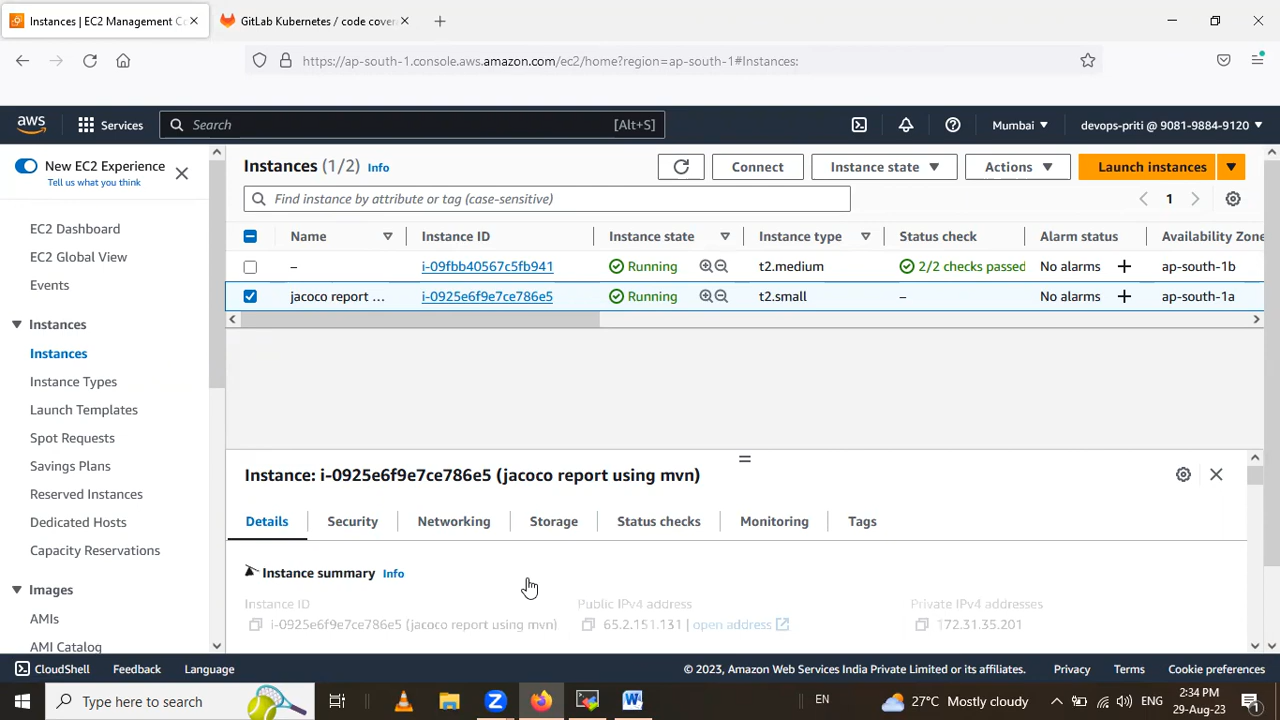 Instances | EC2 Management Co
GitLab Kubernetes / code cover
https://ap-south-1.console.aws.amazon.com/ec2/home?region=ap-south-1#Instances:
aws
Services
Search
[Alt+S]
Mumbai
devops-priti @ 9081-9884-9120
New EC2 Experience
Tell us what you think
EC2 Dashboard
EC2 Global View
Events
Instances
Instances
Instance Types
Launch Templates
Spot Requests
Savings Plans
Reserved Instances
Dedicated Hosts
Capacity Reservations
Images
AMIs
AMI Catalog
Instances (1/2) Info
Connect
Instance state
Actions
Launch instances
Find instance by attribute or tag (case-sensitive)
1
Name Instance ID Instance state Instance type Status check Alarm status Availability Zone
– i-09fbb40567c5fb941 Running t2.medium 2/2 checks passed No alarms + ap-south-1b
jacoco report ... i-0925e6f9e7ce786e5 Running t2.small – No alarms + ap-south-1a
Instance: i-0925e6f9e7ce786e5 (jacoco report using mvn)
Details Security Networking Storage Status checks Monitoring Tags
Instance summary Info
Instance ID Public IPv4 address Private IPv4 addresses
i-0925e6f9e7ce786e5 (jacoco report using mvn) 65.2.151.131 | open address 172.31.35.201
CloudShell Feedback Language © 2023, Amazon Web Services India Private Limited or its affiliates. Privacy Terms Cookie preferences
Type here to search
EN
27°C Mostly cloudy
ENG
2:34 PM
29-Aug-23
1